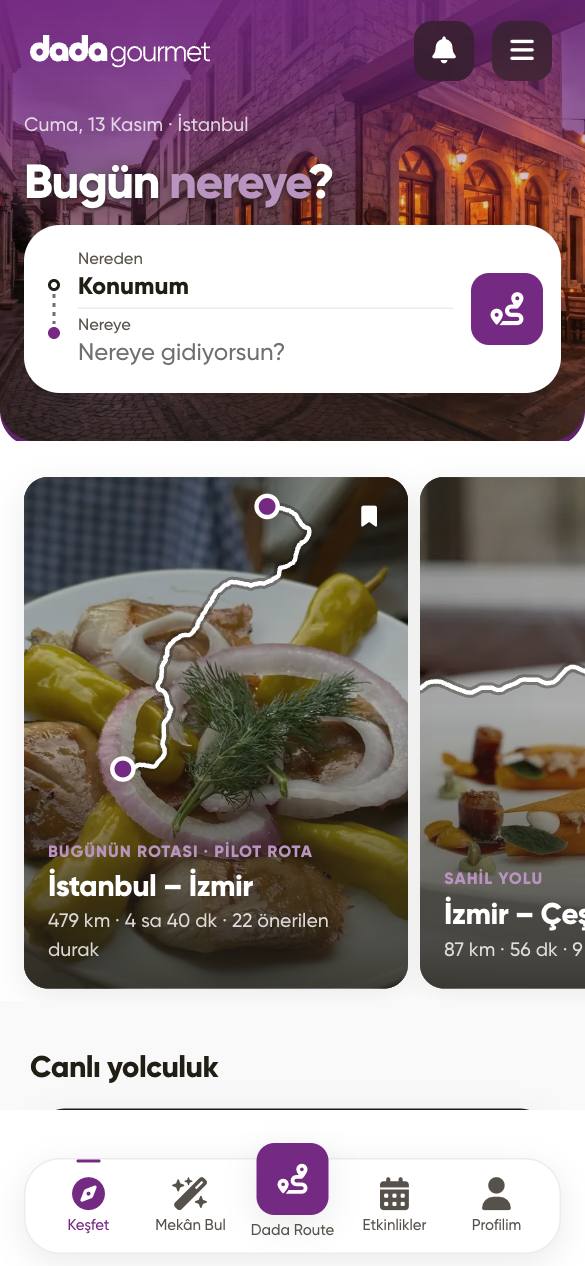 dadagourmet
Cuma, 13 Kasım · İstanbul
Bugün nereye?
Nereden
Konumum
Nereye
Nereye gidiyorsun?
BUGÜNÜN ROTASI · PİLOT ROTA
İstanbul – İzmir
479 km · 4 sa 40 dk · 22 önerilen
durak
SAHİL YOLU
İzmir – Çeş
87 km · 56 dk · 9
Canlı yolculuk
Keşfet
Mekân Bul
Dada Route
Etkinlikler
Profilim